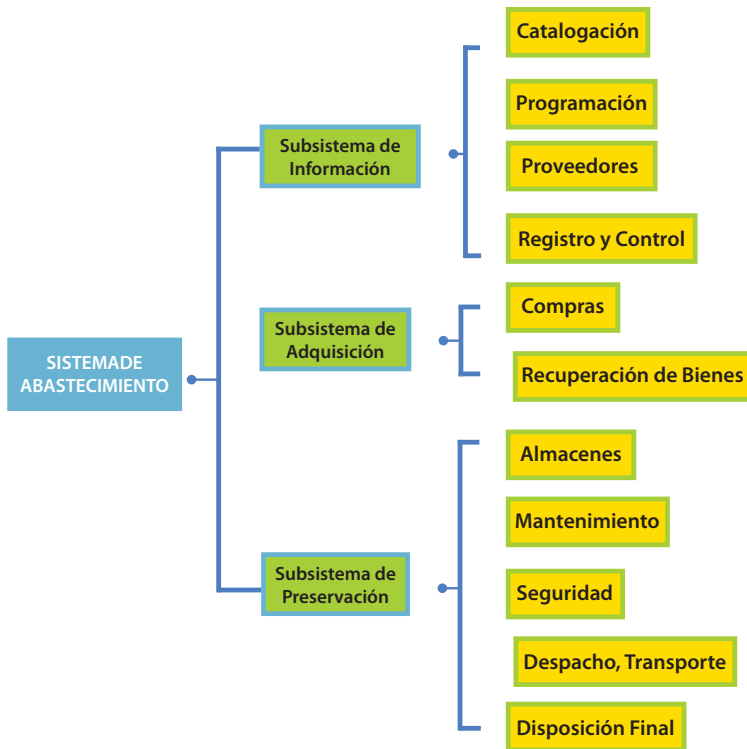 SISTEMADE
ABASTECIMIENTO
Subsistema de
Información
Catalogación
Programación
Proveedores
Registro y Control
Subsistema de
Adquisición
Compras
Recuperación de Bienes
Subsistema de
Preservación
Almacenes
Mantenimiento
Seguridad
Despacho, Transporte
Disposición Final